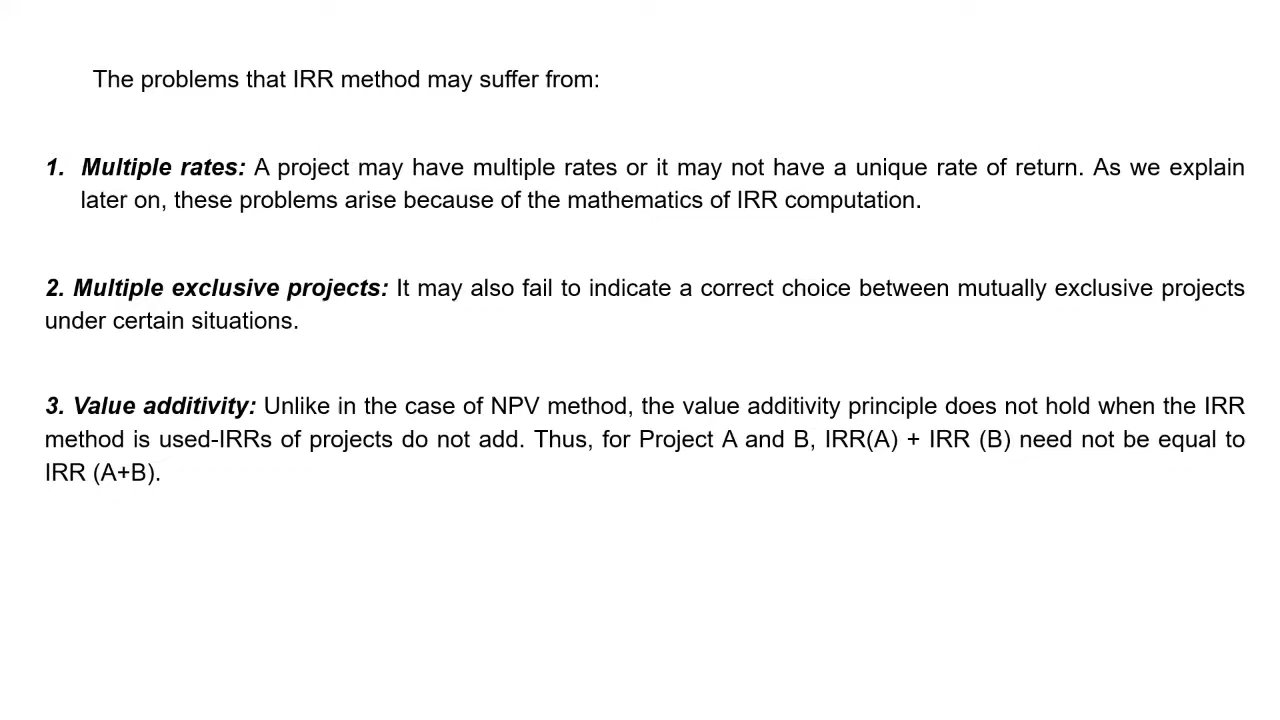 The problems that IRR method may suffer from:
1. Multiple rates: A project may have multiple rates or it may not have a unique rate of return. As we explain
later on, these problems arise because of the mathematics of IRR computation.
2. Multiple exclusive projects: It may also fail to indicate a correct choice between mutually exclusive projects
under certain situations.
3. Value additivity: Unlike in the case of NPV method, the value additivity principle does not hold when the IRR
method is used-IRRs of projects do not add. Thus, for Project A and B, IRR(A) + IRR (B) need not be equal to
IRR (A+B).